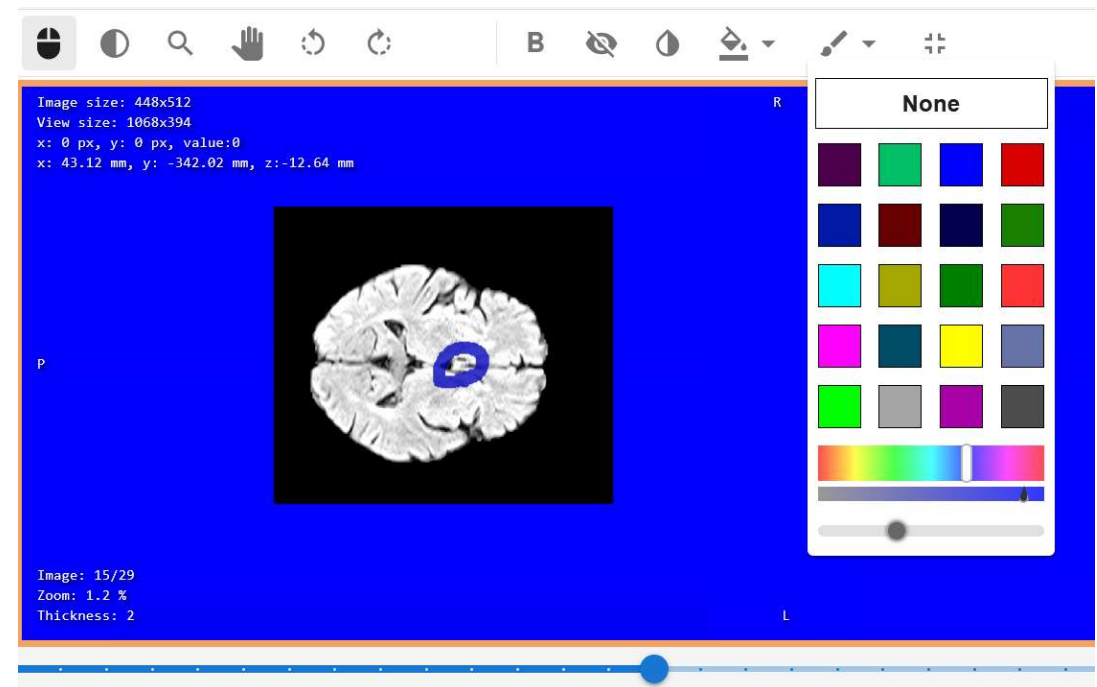 B
None
Image size: 448x512
R
View size: 1068x394
x: 0 px, y: 0 px, value:0
x: 43.12 mm, y: -342.02 mm, z:-12.64 mm
P
Image: 15/29
Zoom: 1.2 %
Thickness: 2
L